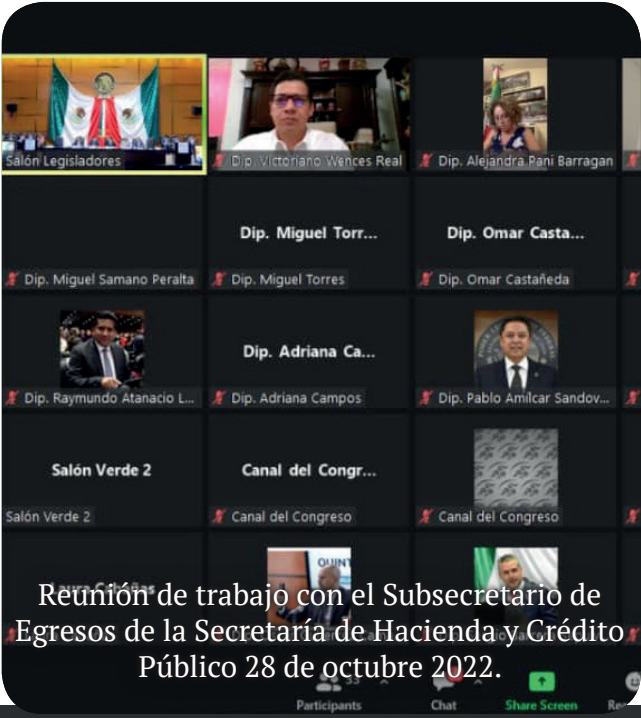 Salón Legisladores
Dip. Victoriano Wences Real
Dip. Alejandra Pani Barragan
Dip. Miguel Torr...
Dip. Omar Casta...
Dip. Miguel Samano Peralta
Dip. Miguel Torres
Dip. Omar Castañeda
Dip. Adriana Ca...
Dip. Raymundo Atanacio L...
Dip. Adriana Campos
Dip. Pablo Amílcar Sandov...
Salón Verde 2
Canal del Congr...
Salón Verde 2
Canal del Congreso
Canal del Congreso
QUINT
Reunión de trabajo con el Subsecretario de
Egresos de la Secretaría de Hacienda y Crédito
Público 28 de octubre 2022.
33
Participants
Chat
Share Screen